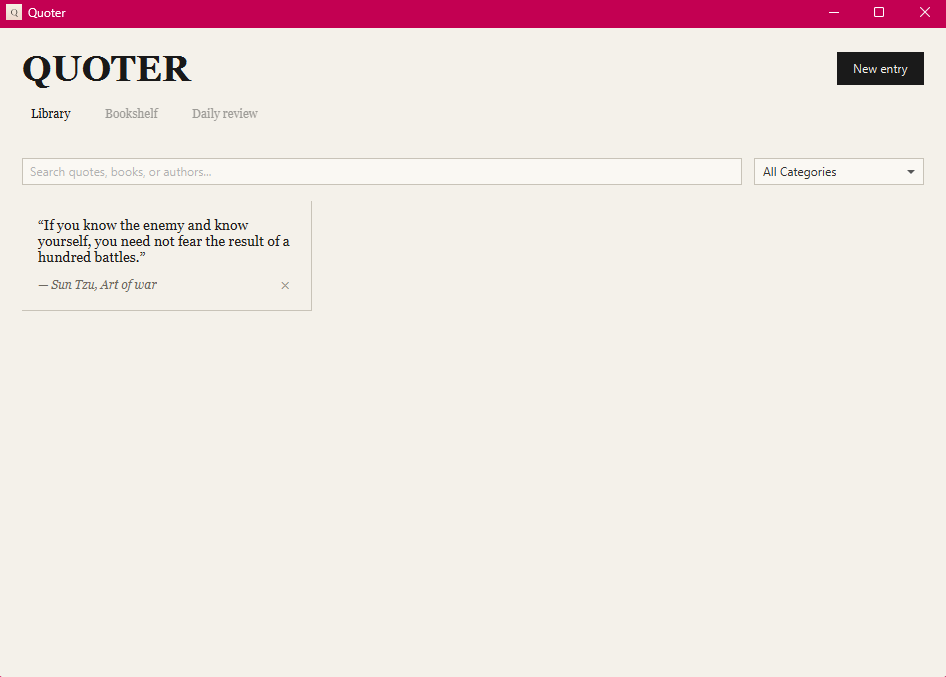 Q Quoter
QUOTER
New entry
Library Bookshelf Daily review
Search quotes, books, or authors...
All Categories
“If you know the enemy and know
yourself, you need not fear the result of a
hundred battles.”
— Sun Tzu, Art of war